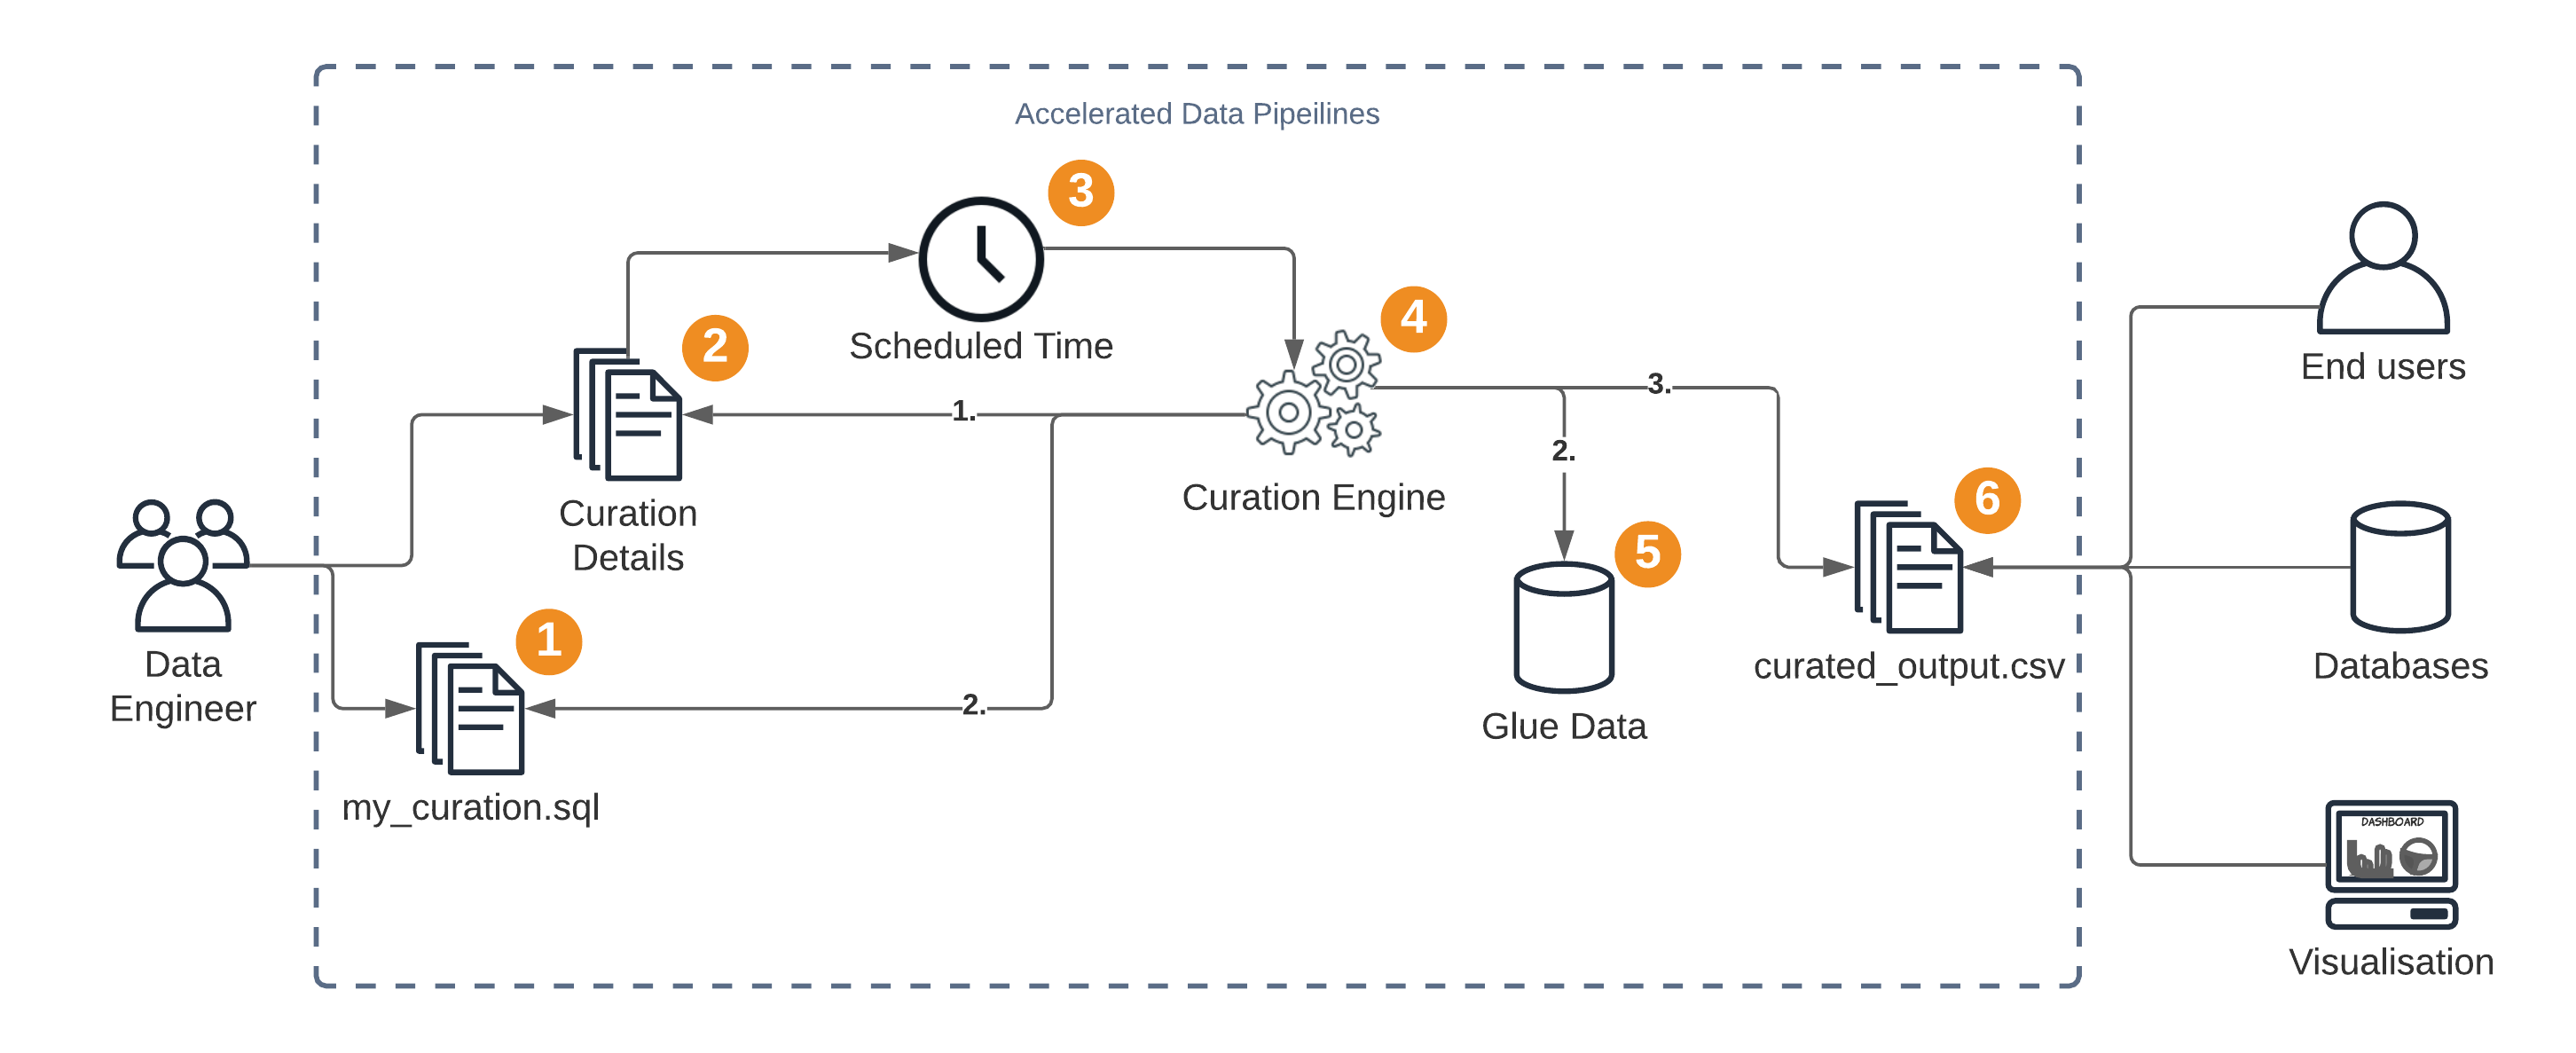 Accelerated Data Pipeilines
3
Scheduled Time
2
Curation
Details
4
Curation Engine
1.
3.
2.
End users
Data
Engineer
1
my_curation.sql
2.
5
Glue Data
6
curated_output.csv
Databases
DASHBOARD
Visualisation